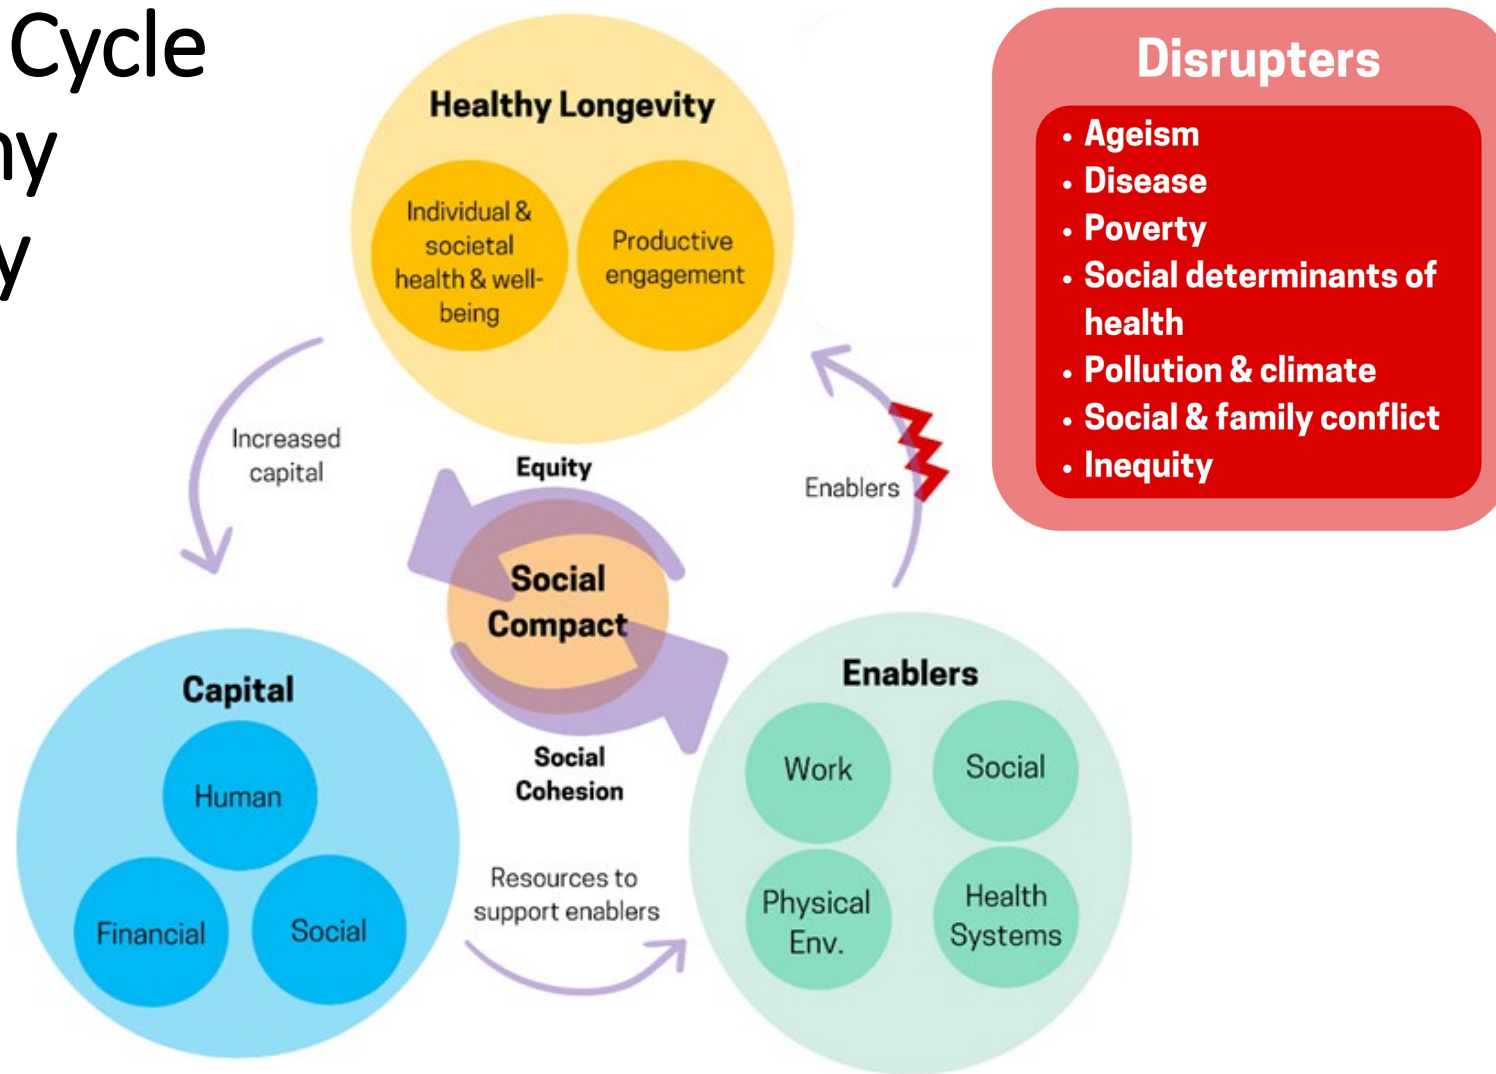 Cycle
ny
y
Healthy Longevity
Individual &
societal
health & well-
being
Productive
engagement
Disrupters
• Ageism
• Disease
• Poverty
• Social determinants of
health
• Pollution & climate
• Social & family conflict
• Inequity
Increased
capital
Equity
Enablers
Social
Compact
Capital
Human
Financial
Social
Social
Cohesion
Resources to
support enablers
Enablers
Work
Social
Physical
Env.
Health
Systems